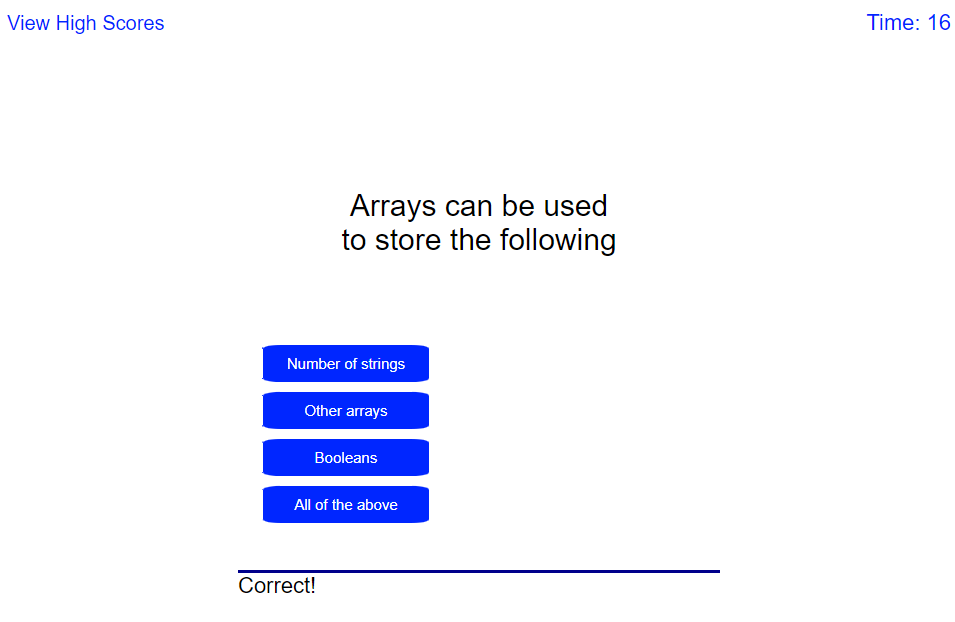 View High Scores
Time: 16
Arrays can be used
to store the following
Number of strings
Other arrays
Booleans
All of the above
Correct!